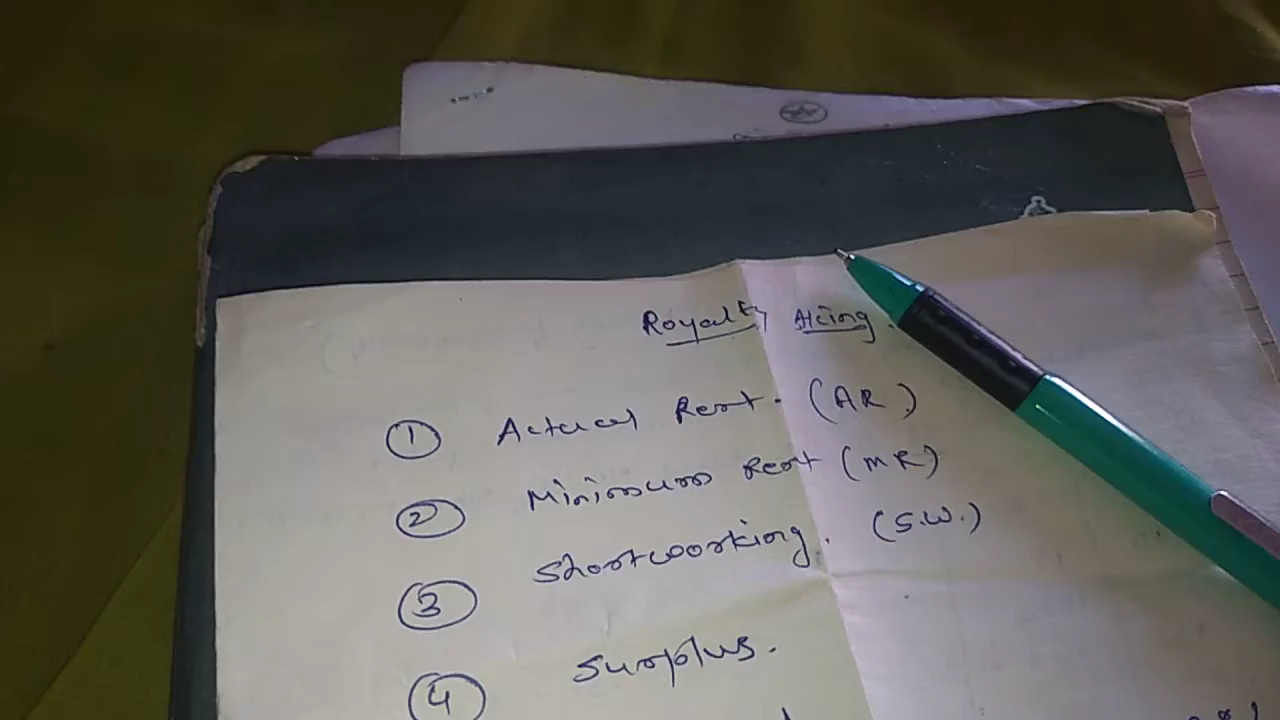 Royalty A/cing.
① Actual Rent. (AR)
② Minimum Rent (MR)
③ Shortworking. (S.W.)
④ Surplus.